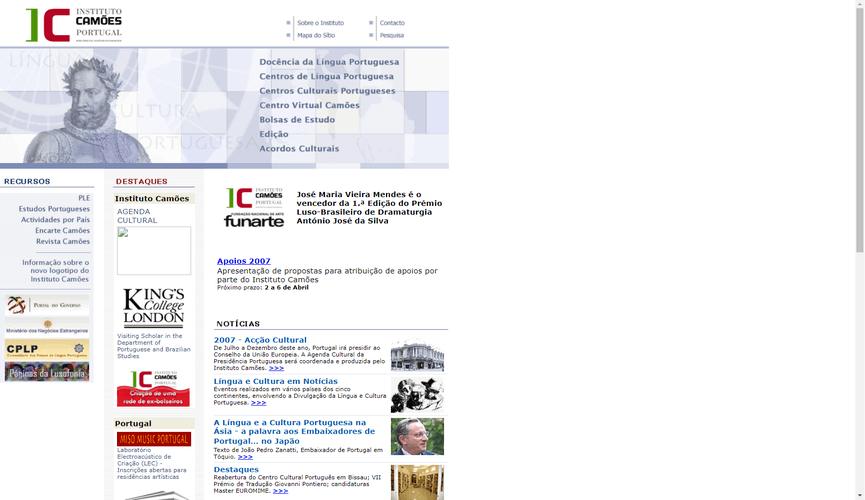 INSTITUTO
CAMÕES
PORTUGAL
Sobre o Instituto
Contacto
Mapa do Sítio
Pesquisa
LÍNGUA
CULTURA
PORTUGUESA
Docência da Língua Portuguesa
Centros de Língua Portuguesa
Centros Culturais Portugueses
Centro Virtual Camões
Bolsas de Estudo
Edição
Acordos Culturais
RECURSOS
PLE
Estudos Portugueses
Actividades por País
Encarte Camões
Revista Camões
Informação sobre o
novo logotipo do
Instituto Camões
PORTAL DO GOVERNO
Ministério dos Negócios Estrangeiros
CPLP
Páginas da Lusofonia
DESTAQUES
Instituto Camões
AGENDA
CULTURAL
KING'S
College
LONDON
Visiting Scholar in the
Department of
Portuguese and Brazilian
Studies
INSTITUTO
CAMÕES
PORTUGAL
Criação de uma
rede de ex-bolseiros
Portugal
MISO MUSIC PORTUGAL
Laboratório
Electroacústico de
Criação (LEC) -
Inscrições abertas para
residências artísticas
INSTITUTO
CAMÕES
PORTUGAL
FUNDAÇÃO NACIONAL DE ARTE
funarte
José Maria Vieira Mendes é o
vencedor da 1.ª Edição do Prémio
Luso-Brasileiro de Dramaturgia
António José da Silva
Apoios 2007
Apresentação de propostas para atribuição de apoios por
parte do Instituto Camões
Próximo prazo: 2 a 6 de Abril
NOTÍCIAS
2007 - Acção Cultural
De Julho a Dezembro deste ano, Portugal irá presidir ao
Conselho da União Europeia. A Agenda Cultural da
Presidência Portuguesa será coordenada e produzida pelo
Instituto Camões. >>>
Língua e Cultura em Notícias
Eventos realizados em vários países dos cinco
continentes, envolvendo a Divulgação da Língua e Cultura
Portuguesa. >>>
A Língua e a Cultura Portuguesa na
Ásia - a palavra aos Embaixadores de
Portugal... no Japão
Texto de João Pedro Zanatti, Embaixador de Portugal em
Tóquio. >>>
Destaques
Reabertura do Centro Cultural Português em Bissau; VII
Prémio de Tradução Giovanni Pontiero; candidaturas
Master EUROMIME. >>>